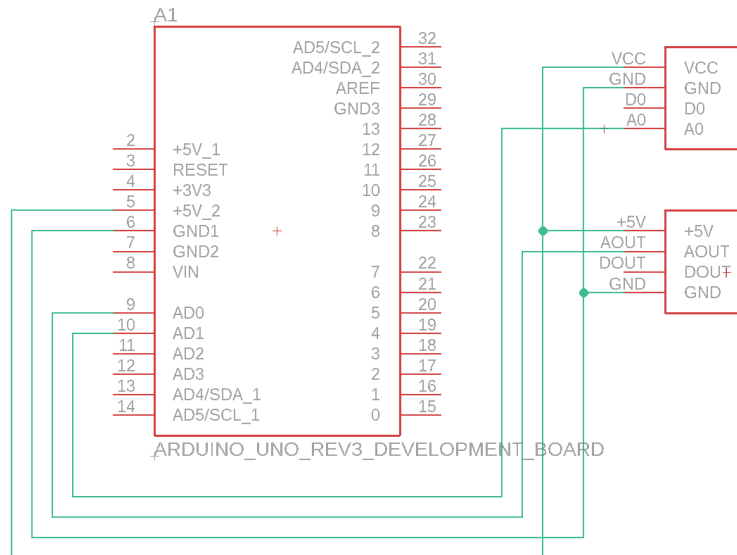 A1
32
AD5/SCL_2
31
AD4/SDA_2
30
AREF
29
GND3
28
13
2
+5V_1
27
12
3
RESET
26
11
4
+3V3
25
10
5
+5V_2
24
9
6
GND1
23
8
7
GND2
8
VIN
22
7
21
6
9
AD0
20
5
10
AD1
19
4
11
AD2
18
3
12
AD3
17
2
13
AD4/SDA_1
16
1
14
AD5/SCL_1
15
0
ARDUINO_UNO_REV3_DEVELOPMENT_BOARD
VCC
VCC
GND
GND
D0
D0
A0
A0
+5V
+5V
AOUT
AOUT
DOUT
DOUT
GND
GND